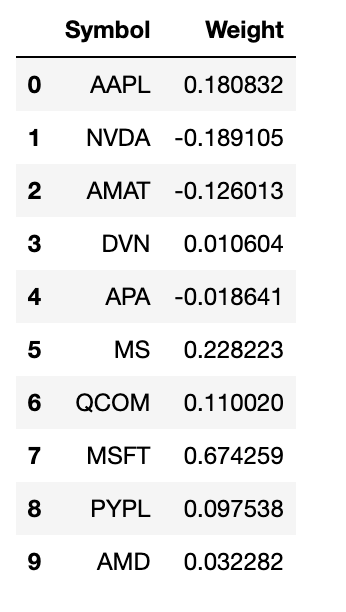 Symbol Weight
0 AAPL 0.180832
1 NVDA -0.189105
2 AMAT -0.126013
3 DVN 0.010604
4 APA -0.018641
5 MS 0.228223
6 QCOM 0.110020
7 MSFT 0.674259
8 PYPL 0.097538
9 AMD 0.032282